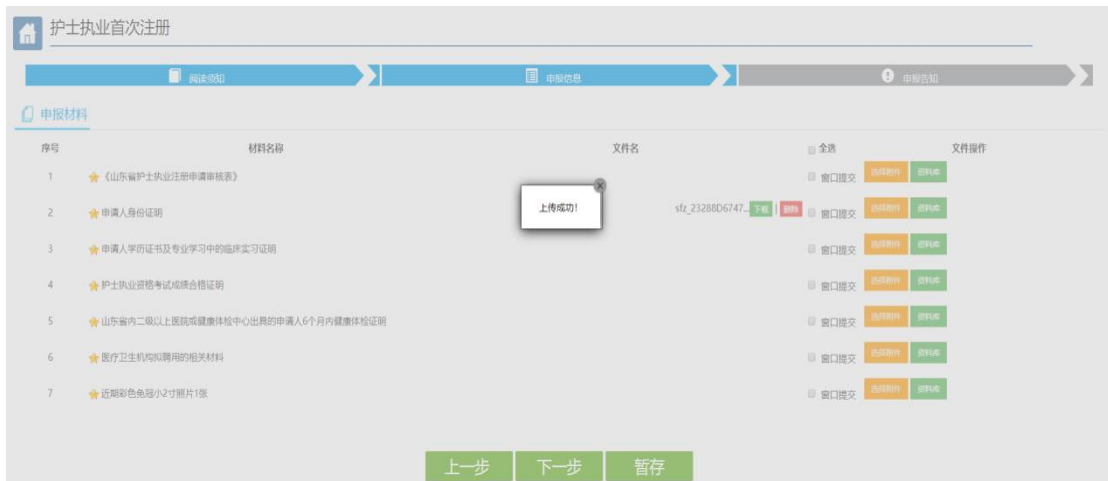 护士执业首次注册
阅读须知 申报信息 申报告知
申报材料
序号 材料名称 文件名 全选 文件操作
1 《山东省护士执业注册申请审核表》 窗口提交 选择附件 资料库
上传成功!
2 申请人身份证明 sfz_23288D6747... 下载 | 删除 窗口提交 选择附件 资料库
3 申请人学历证书及专业学习中的临床实习证明 窗口提交 选择附件 资料库
4 护士执业资格考试成绩合格证明 窗口提交 选择附件 资料库
5 山东省内二级以上医院或健康体检中心出具的申请人6个月内健康体检证明 窗口提交 选择附件 资料库
6 医疗卫生机构拟聘用的相关材料 窗口提交 选择附件 资料库
7 近期彩色免冠小2寸照片1张 窗口提交 选择附件 资料库
上一步 下一步 暂存